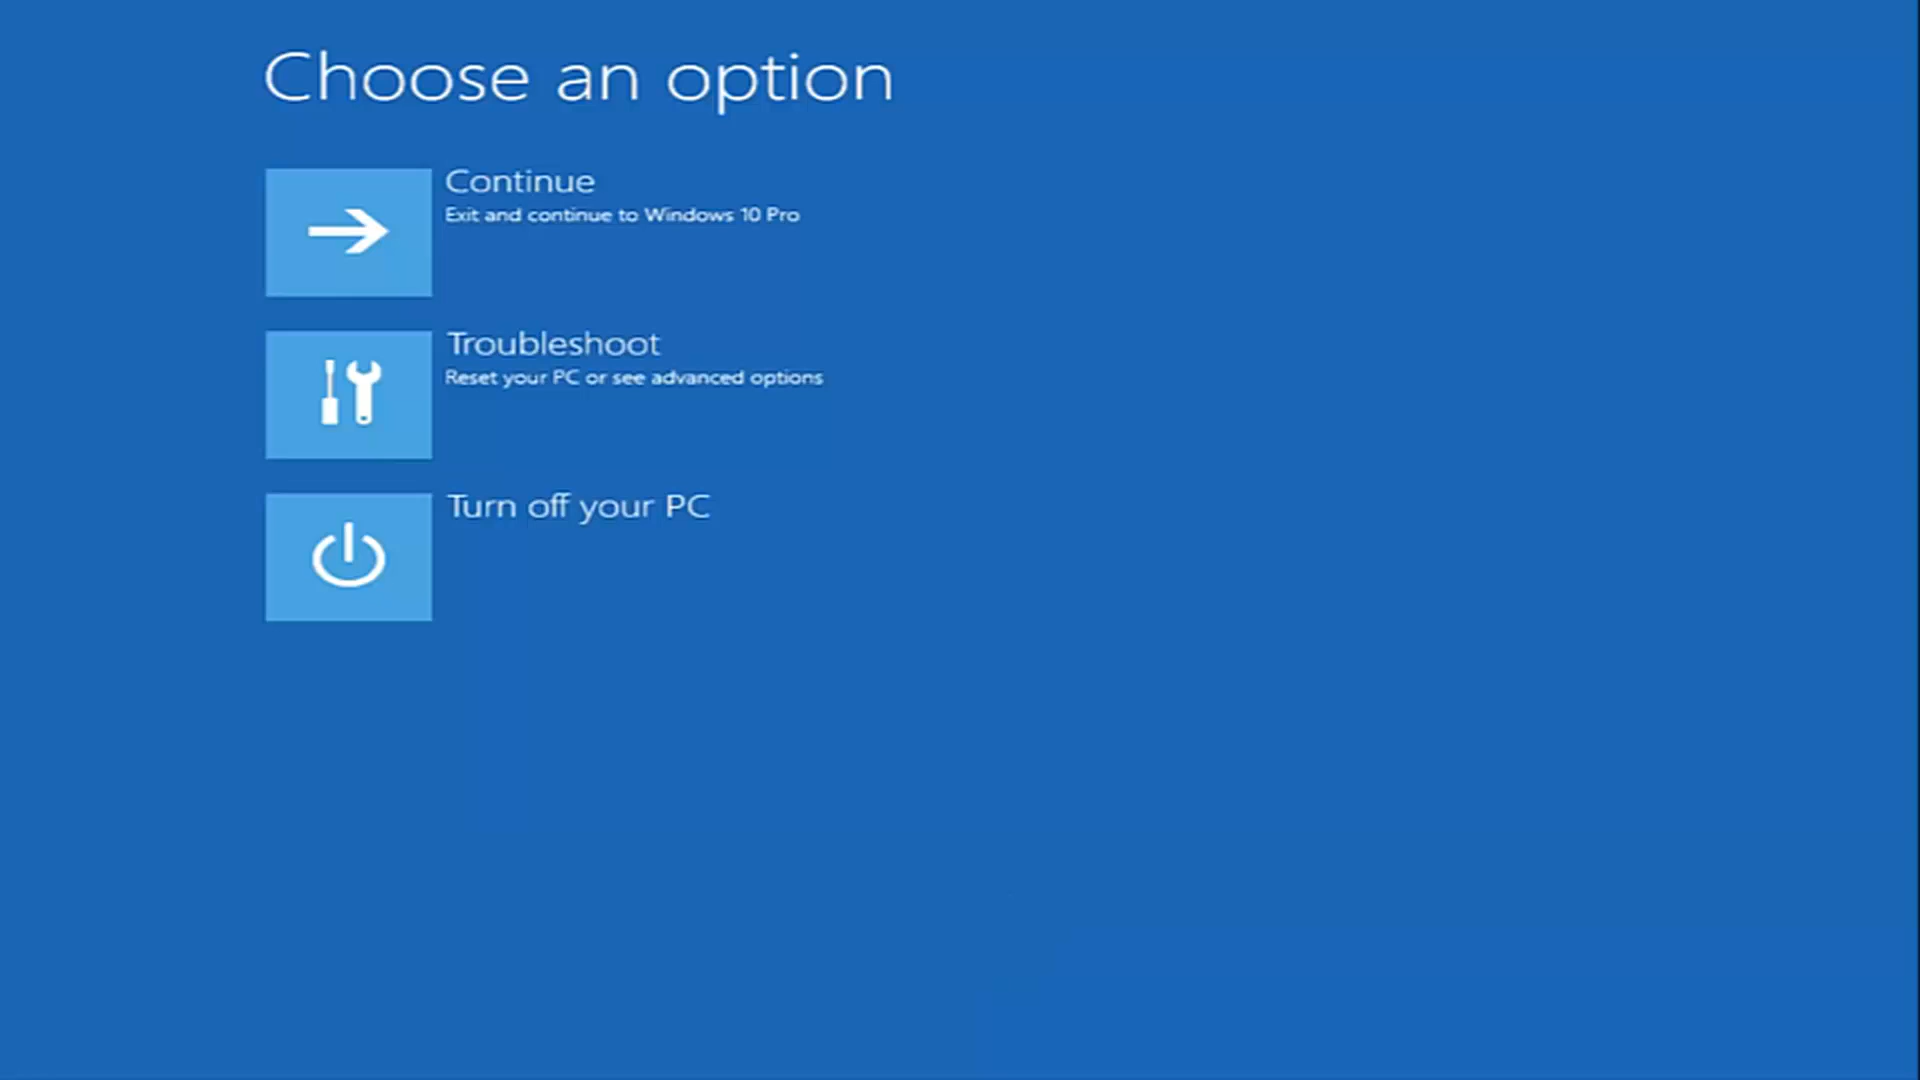 Choose an option
Continue
Exit and continue to Windows 10 Pro
Troubleshoot
Reset your PC or see advanced options
Turn off your PC